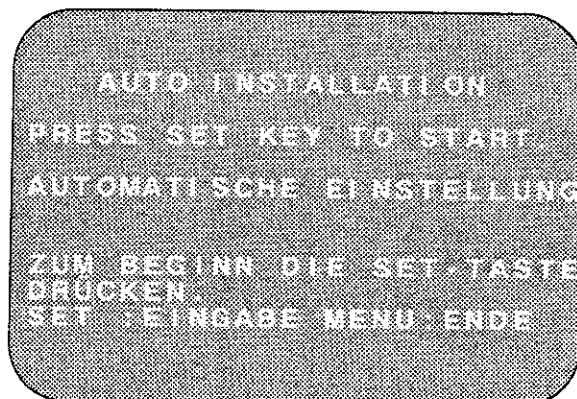 AUTO INSTALLATION
PRESS SET KEY TO START
AUTOMATISCHE EINSTELLUNG
ZUM BEGINN DIE SET-TASTE
DRÜCKEN.
SET :EINGABE MENU:ENDE